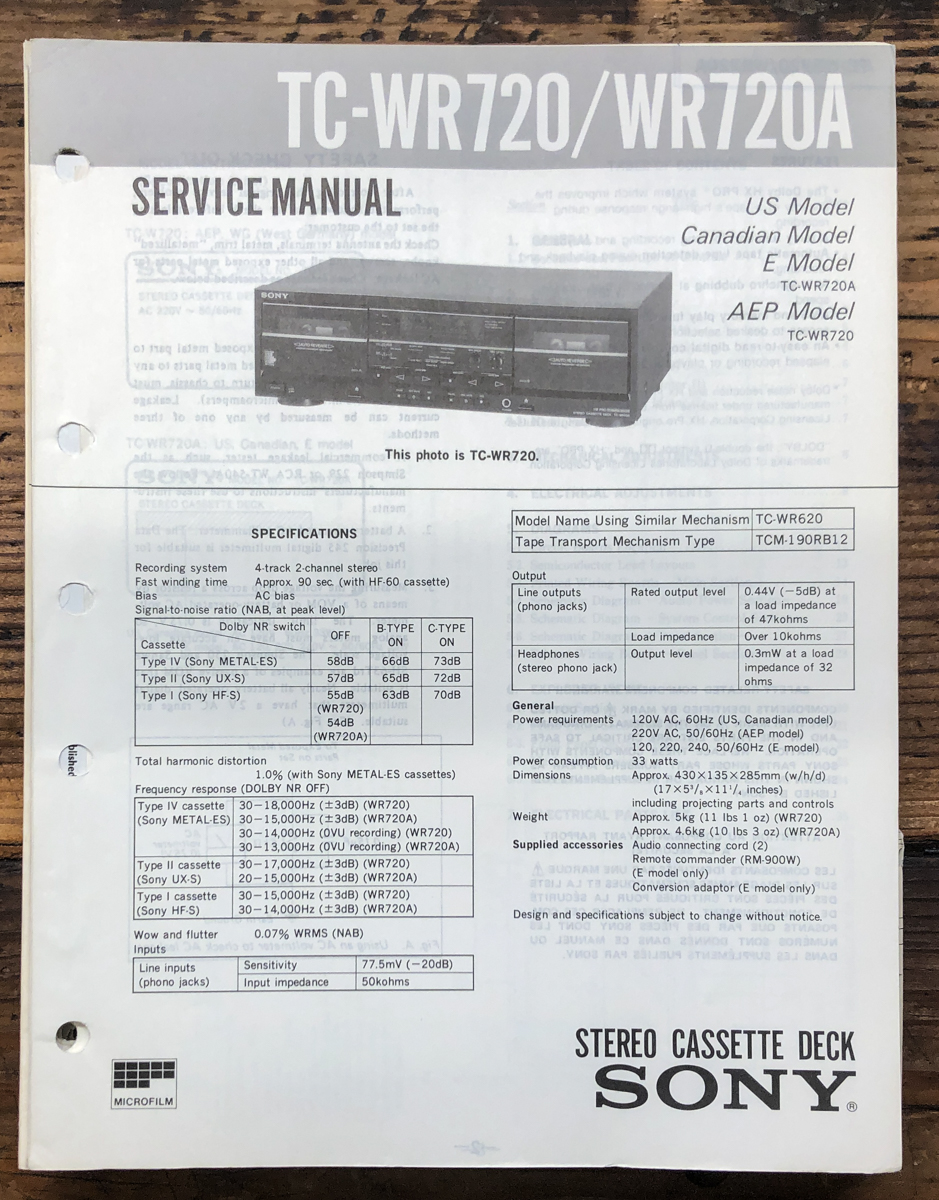 TC-WR720/WR720A
SERVICE MANUAL
US Model
Canadian Model
E Model
TC-WR720A
AEP Model
TC-WR720
SONY
This photo is TC-WR720.
SPECIFICATIONS
Recording system 4-track 2-channel stereo
Fast winding time Approx. 90 sec. (with HF-60 cassette)
Bias AC bias
Signal-to-noise ratio (NAB, at peak level)
Dolby NR switch OFF B-TYPE ON C-TYPE ON
Cassette
Type IV (Sony METAL-ES) 58dB 66dB 73dB
Type II (Sony UX-S) 57dB 65dB 72dB
Type I (Sony HF-S) 55dB 63dB 70dB
(WR720)
54dB
(WR720A)
Total harmonic distortion
1.0% (with Sony METAL-ES cassettes)
Frequency response (DOLBY NR OFF)
Type IV cassette 30–18,000Hz (±3dB) (WR720)
(Sony METAL-ES) 30–15,000Hz (±3dB) (WR720A)
30–14,000Hz (0VU recording) (WR720)
30–13,000Hz (0VU recording) (WR720A)
Type II cassette 30–17,000Hz (±3dB) (WR720)
(Sony UX-S) 20–15,000Hz (±3dB) (WR720A)
Type I cassette 30–15,000Hz (±3dB) (WR720)
(Sony HF-S) 30–14,000Hz (±3dB) (WR720A)
Wow and flutter 0.07% WRMS (NAB)
Inputs
Line inputs Sensitivity 77.5mV (−20dB)
(phono jacks) Input impedance 50kohms
Model Name Using Similar Mechanism TC-WR620
Tape Transport Mechanism Type TCM-190RB12
Output
Line outputs Rated output level 0.44V (−5dB) at
(phono jacks) a load impedance
of 47kohms
Load impedance Over 10kohms
Headphones Output level 0.3mW at a load
(stereo phono jack) impedance of 32
ohms
General
Power requirements 120V AC, 60Hz (US, Canadian model)
220V AC, 50/60Hz (AEP model)
120, 220, 240, 50/60Hz (E model)
Power consumption 33 watts
Dimensions Approx. 430×135×285mm (w/h/d)
(17×5³/₈×11¹/₄ inches)
including projecting parts and controls
Weight Approx. 5kg (11 lbs 1 oz) (WR720)
Approx. 4.6kg (10 lbs 3 oz) (WR720A)
Supplied accessories Audio connecting cord (2)
Remote commander (RM-900W)
(E model only)
Conversion adaptor (E model only)
Design and specifications subject to change without notice.
blished
MICROFILM
STEREO CASSETTE DECK
SONY®